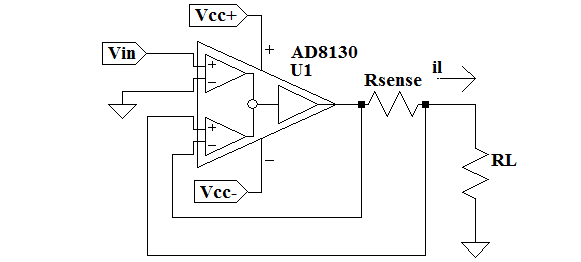 Vcc+
AD8130
U1
Vin
Rsense
il
RL
Vcc-